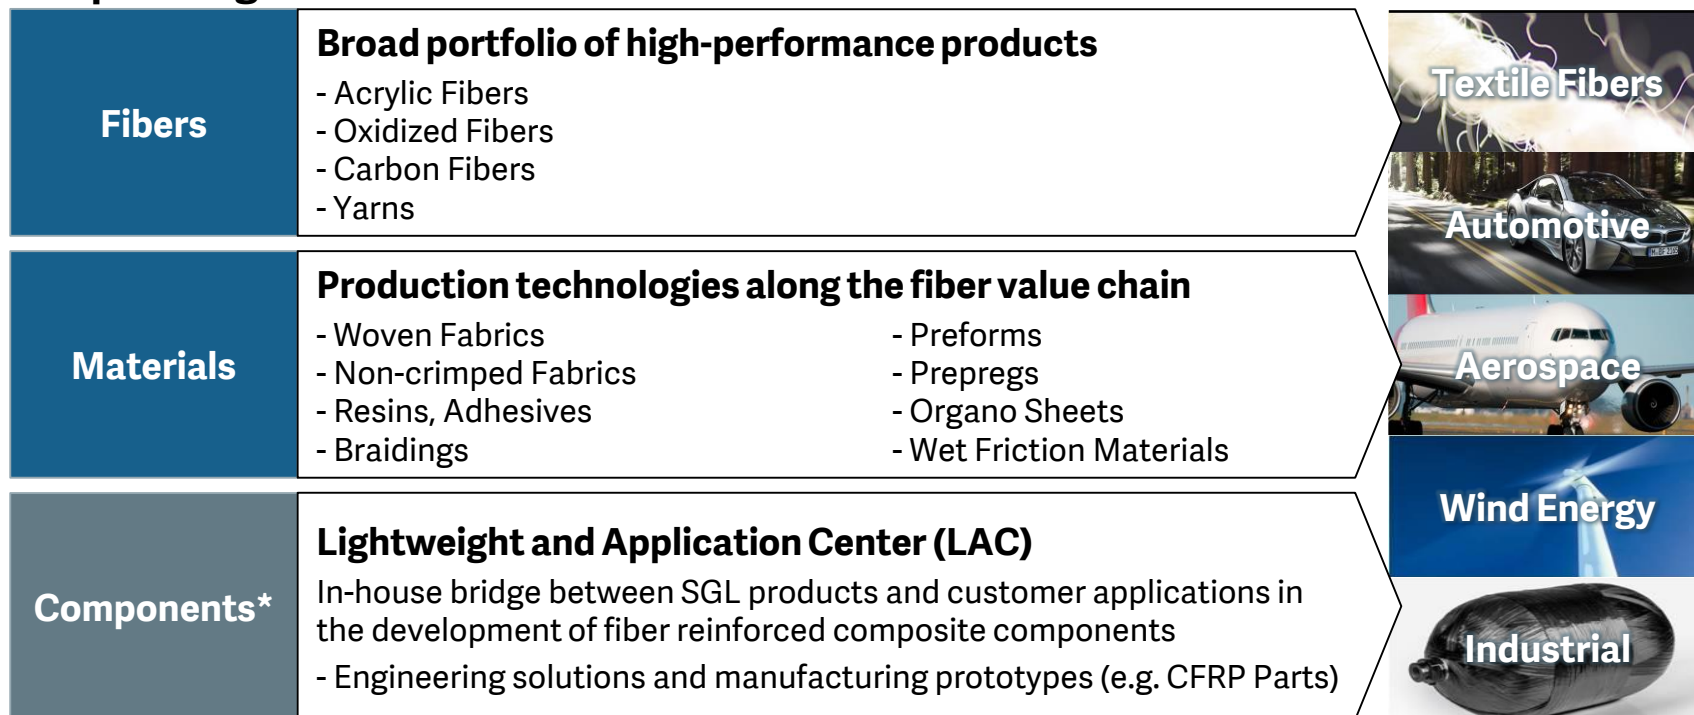 Fibers
Broad portfolio of high-performance products
- Acrylic Fibers
- Oxidized Fibers
- Carbon Fibers
- Yarns
Materials
Production technologies along the fiber value chain
- Woven Fabrics
- Non-crimped Fabrics
- Resins, Adhesives
- Braidings
- Preforms
- Prepregs
- Organo Sheets
- Wet Friction Materials
Components*
Lightweight and Application Center (LAC)
In-house bridge between SGL products and customer applications in
the development of fiber reinforced composite components
- Engineering solutions and manufacturing prototypes (e.g. CFRP Parts)
Textile Fibers
Automotive
Aerospace
Wind Energy
Industrial